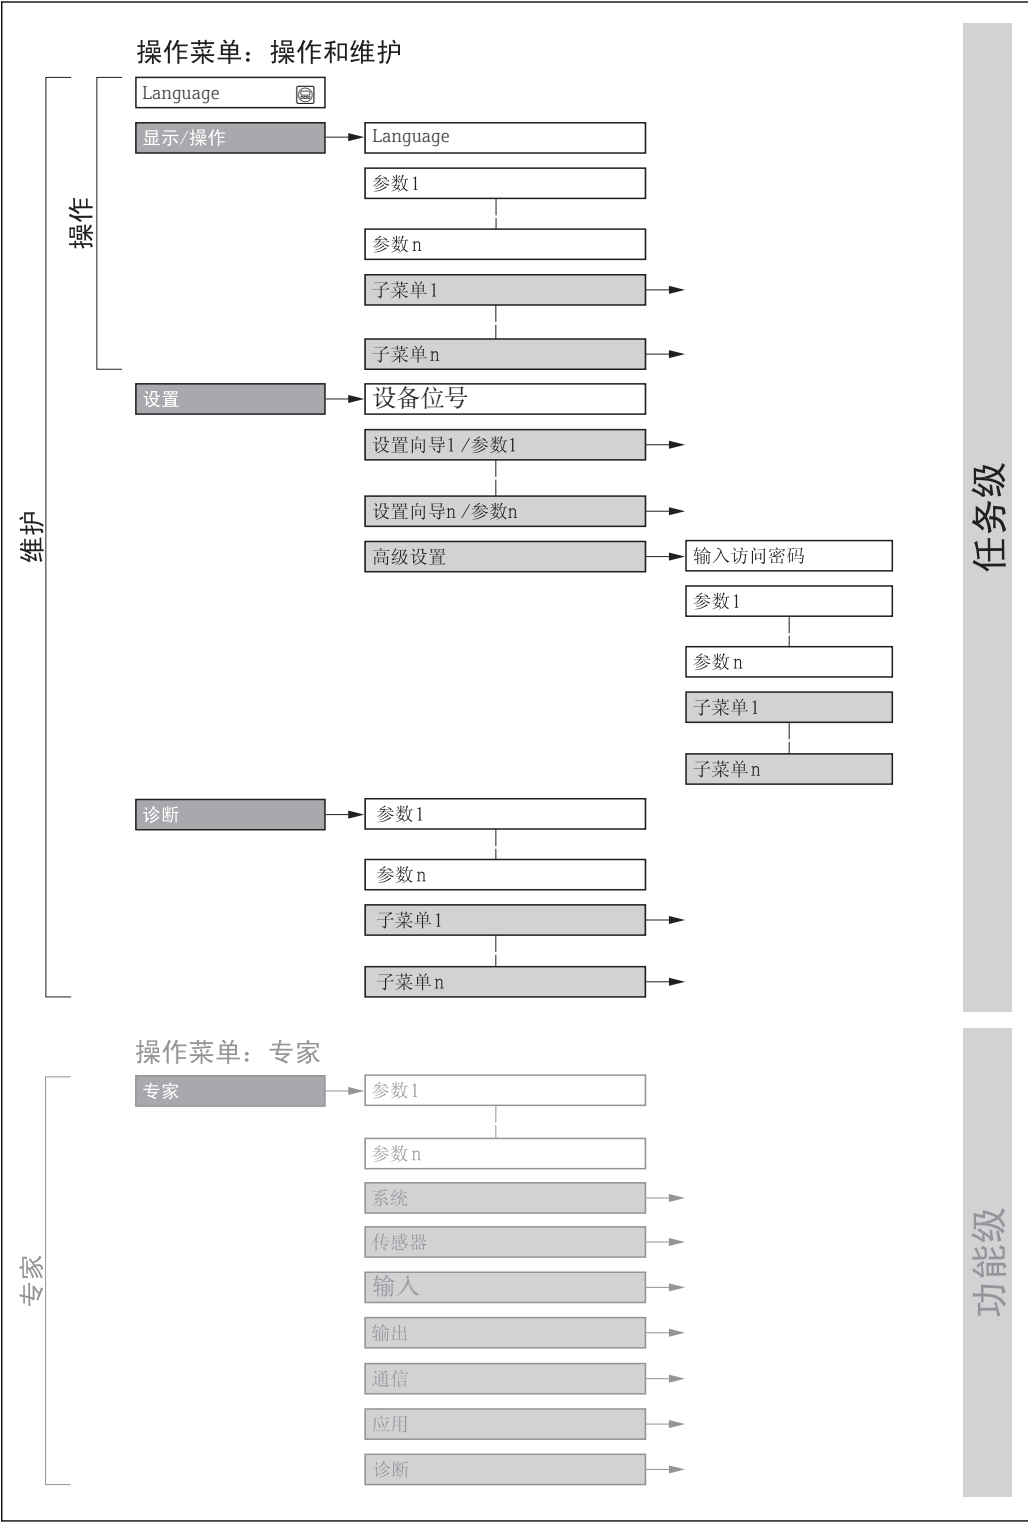 操作菜单：操作和维护
Language
显示/操作
Language
参数1
参数n
子菜单1
子菜单n
操作
设置
设备位号
设置向导1 /参数1
设置向导n /参数n
高级设置
输入访问密码
参数1
参数n
子菜单1
子菜单n
维护
任务级
诊断
参数1
参数n
子菜单1
子菜单n
操作菜单：专家
专家
参数1
参数n
系统
传感器
输入
输出
通信
应用
诊断
专家
功能级